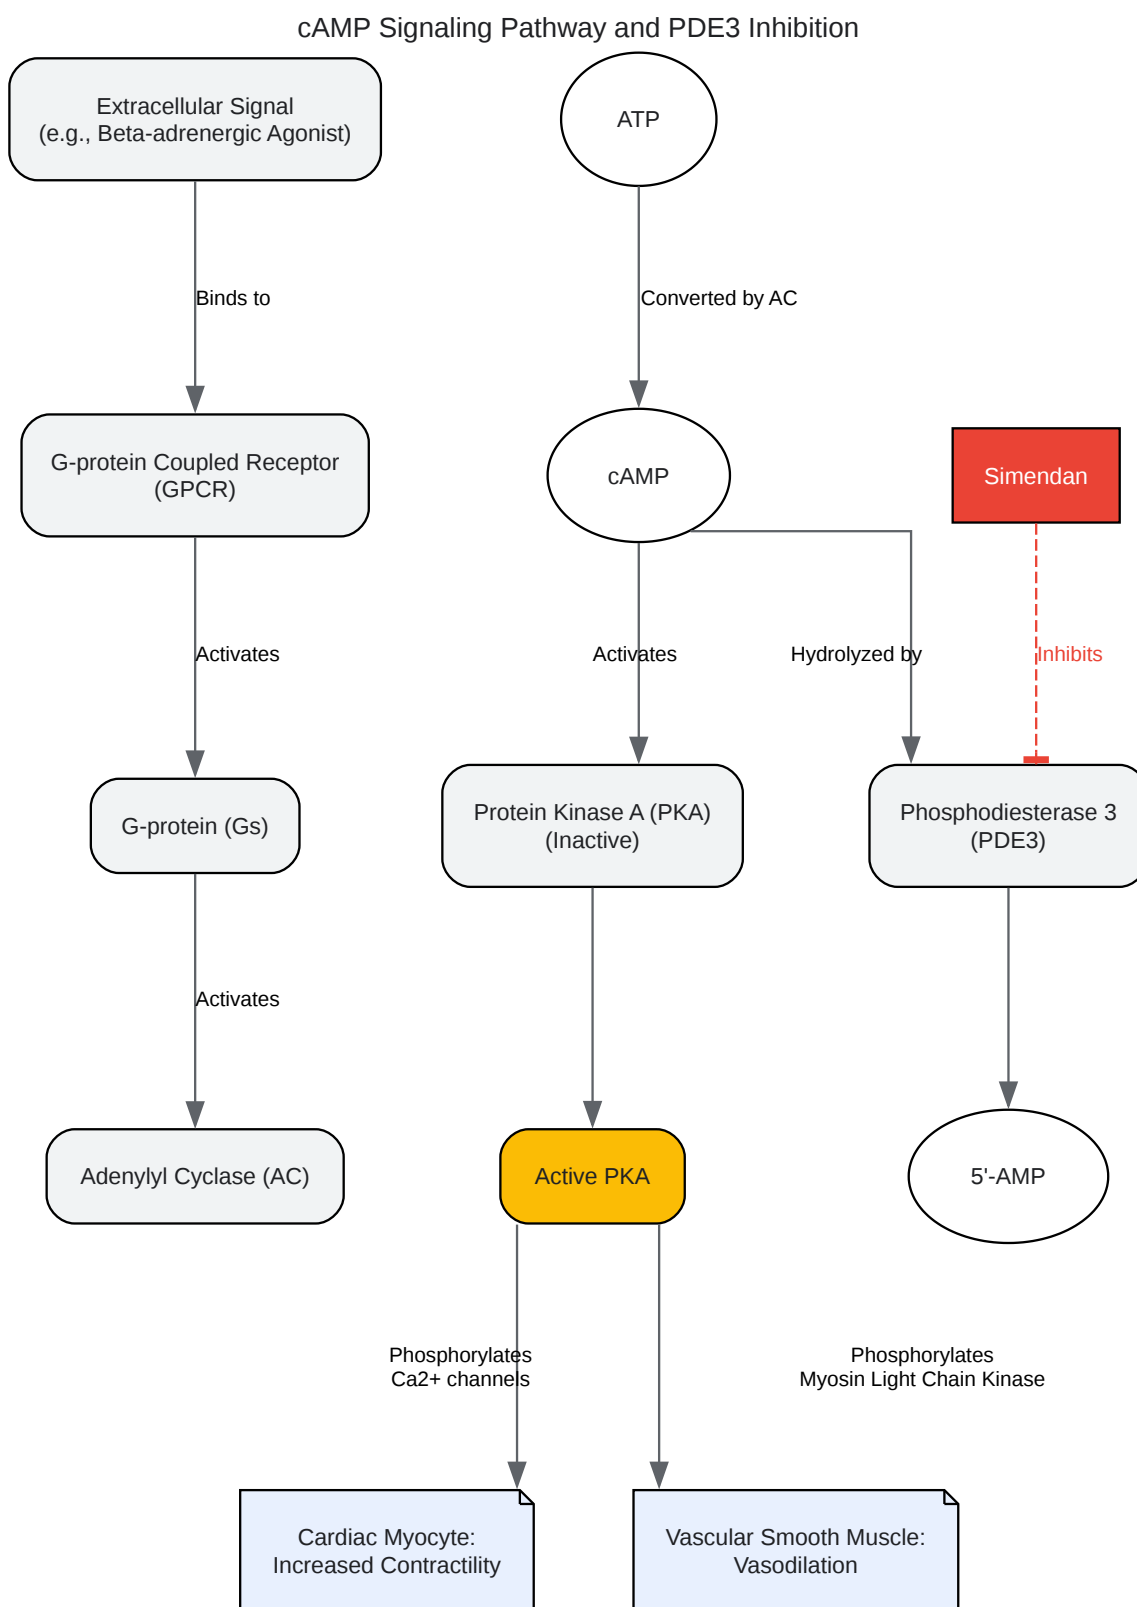 cAMP Signaling Pathway and PDE3 Inhibition
Extracellular Signal
(e.g., Beta-adrenergic Agonist)
ATP
Binds to
Converted by AC
G-protein Coupled Receptor
(GPCR)
cAMP
Simendan
Activates
Activates
Hydrolyzed by
Inhibits
G-protein (Gs)
Protein Kinase A (PKA)
(Inactive)
Phosphodiesterase 3
(PDE3)
Activates
Adenylyl Cyclase (AC)
Active PKA
5'-AMP
Phosphorylates
Ca2+ channels
Phosphorylates
Myosin Light Chain Kinase
Cardiac Myocyte:
Increased Contractility
Vascular Smooth Muscle:
Vasodilation